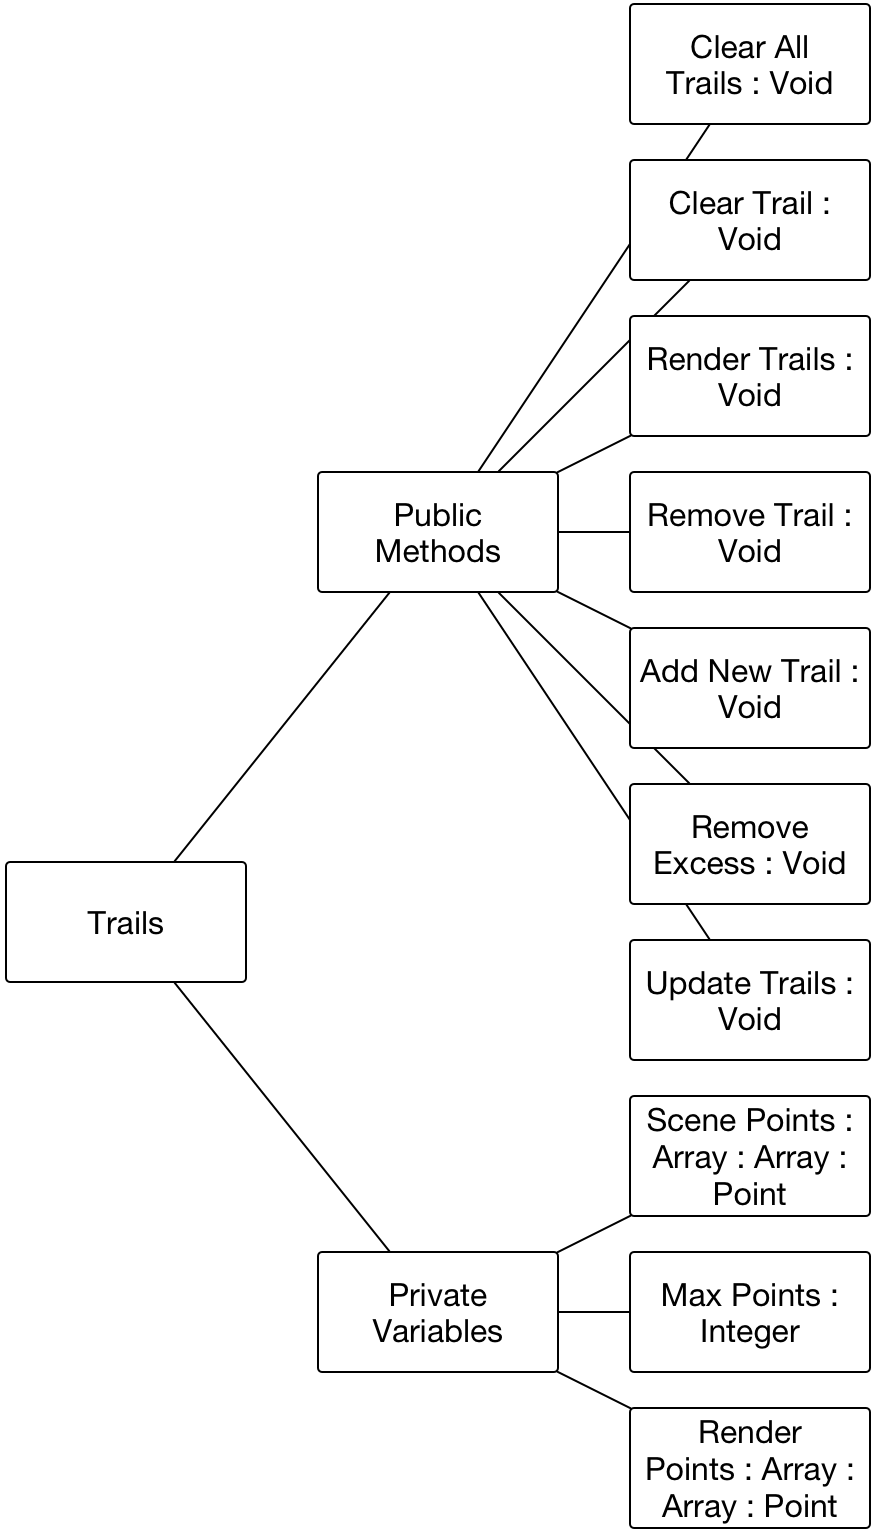 Clear All
Trails : Void
Clear Trail :
Void
Render Trails :
Void
Public
Methods
Remove Trail :
Void
Add New Trail :
Void
Remove
Excess : Void
Trails
Update Trails :
Void
Scene Points :
Array : Array :
Point
Private
Variables
Max Points :
Integer
Render
Points : Array :
Array : Point